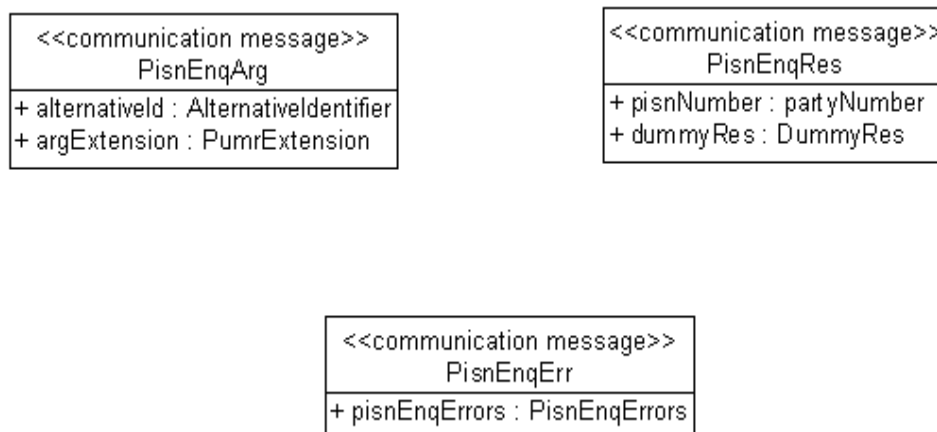 <<communication message>>
PisnEnqArg
+ alternativeId : AlternativeIdentifier
+ argExtension : PumrExtension
<<communication message>>
PisnEnqRes
+ pisnNumber : partyNumber
+ dummyRes : DummyRes
<<communication message>>
PisnEnqErr
+ pisnEnqErrors : PisnEnqErrors